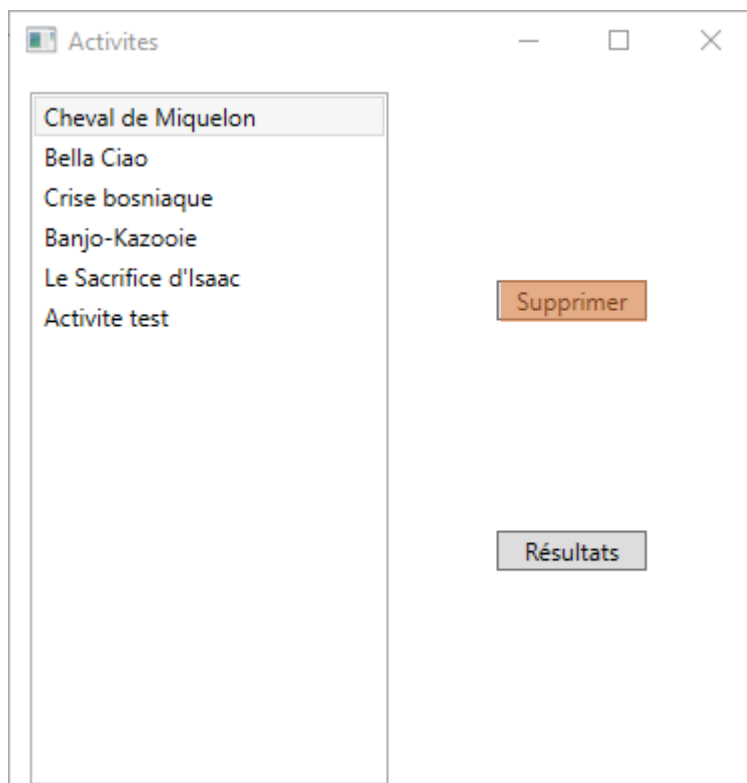 Activites
Cheval de Miquelon
Bella Ciao
Crise bosniaque
Banjo-Kazooie
Le Sacrifice d'Isaac
Activite test
Supprimer
Résultats